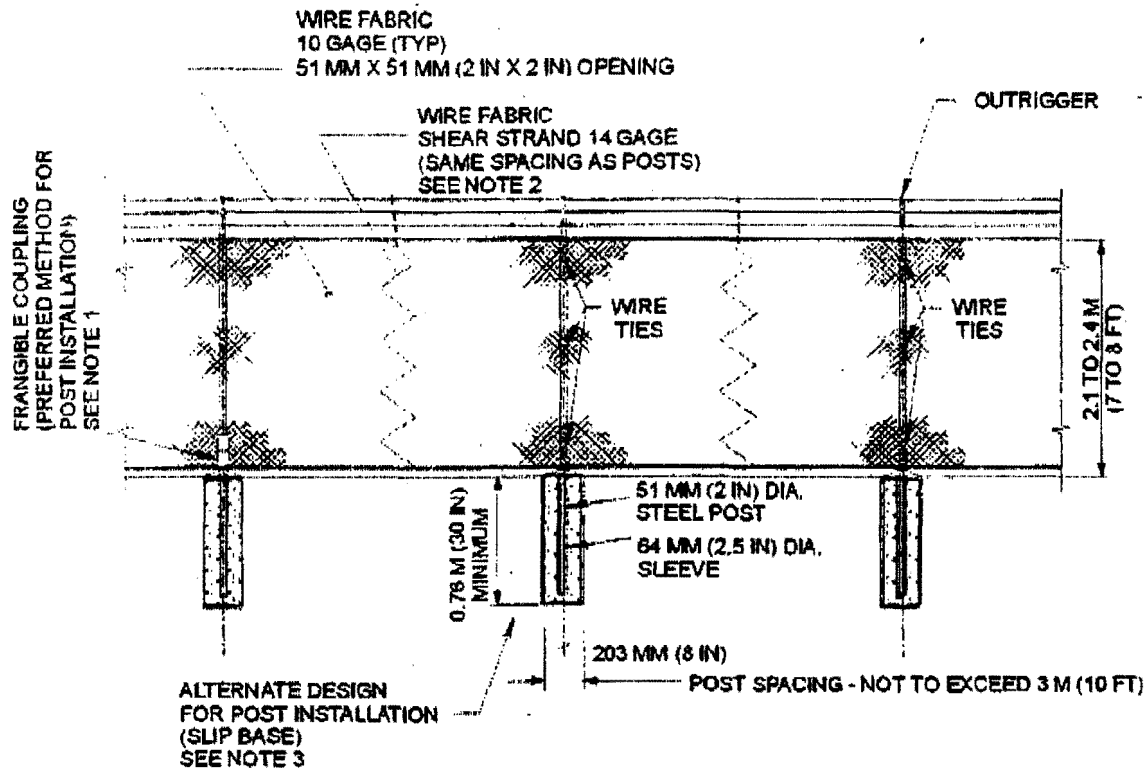 WIRE FABRIC
10 GAGE (TYP)
51 MM X 51 MM (2 IN X 2 IN) OPENING
WIRE FABRIC
SHEAR STRAND 14 GAGE
(SAME SPACING AS POSTS)
SEE NOTE 2
OUTRIGGER
FRANGIBLE COUPLING
(PREFERRED METHOD FOR
POST INSTALLATION)
SEE NOTE 1
WIRE
TIES
WIRE
TIES
2.1 TO 2.4 M
(7 TO 8 FT)
0.76 M (30 IN)
MINIMUM
51 MM (2 IN) DIA.
STEEL POST
64 MM (2.5 IN) DIA.
SLEEVE
203 MM (8 IN)
POST SPACING - NOT TO EXCEED 3 M (10 FT)
ALTERNATE DESIGN
FOR POST INSTALLATION
(SLIP BASE)
SEE NOTE 3